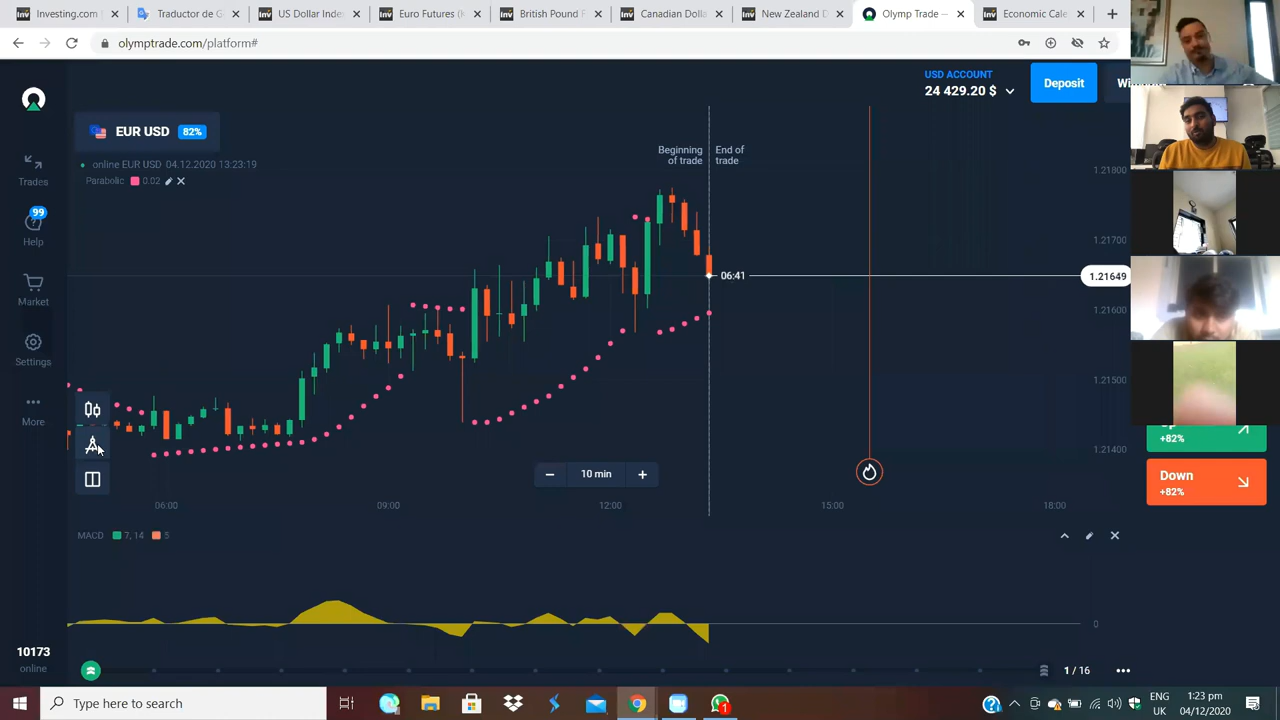 Investing.com
Traductor de G
US Dollar Inde
Euro Futures (
British Pound F
Canadian Dolla
New Zealand D
Olymp Trade —
Economic Cale
olymptrade.com/platform#
USD ACCOUNT
24 429.20 $
Deposit
EUR USD 82%
online EUR USD 04.12.2020 13:23:19
Parabolic 0.02
Beginning of trade
End of trade
Trades
99
Help
Market
Settings
More
1.21800
1.21700
06:41
1.21649
1.21600
1.21500
1.21400
+82%
Down
+82%
− 10 min +
06:00 09:00 12:00 15:00 18:00
MACD 7, 14 5
0
10173
online
1 / 16
Type here to search
1
ENG
UK
1:23 pm
04/12/2020